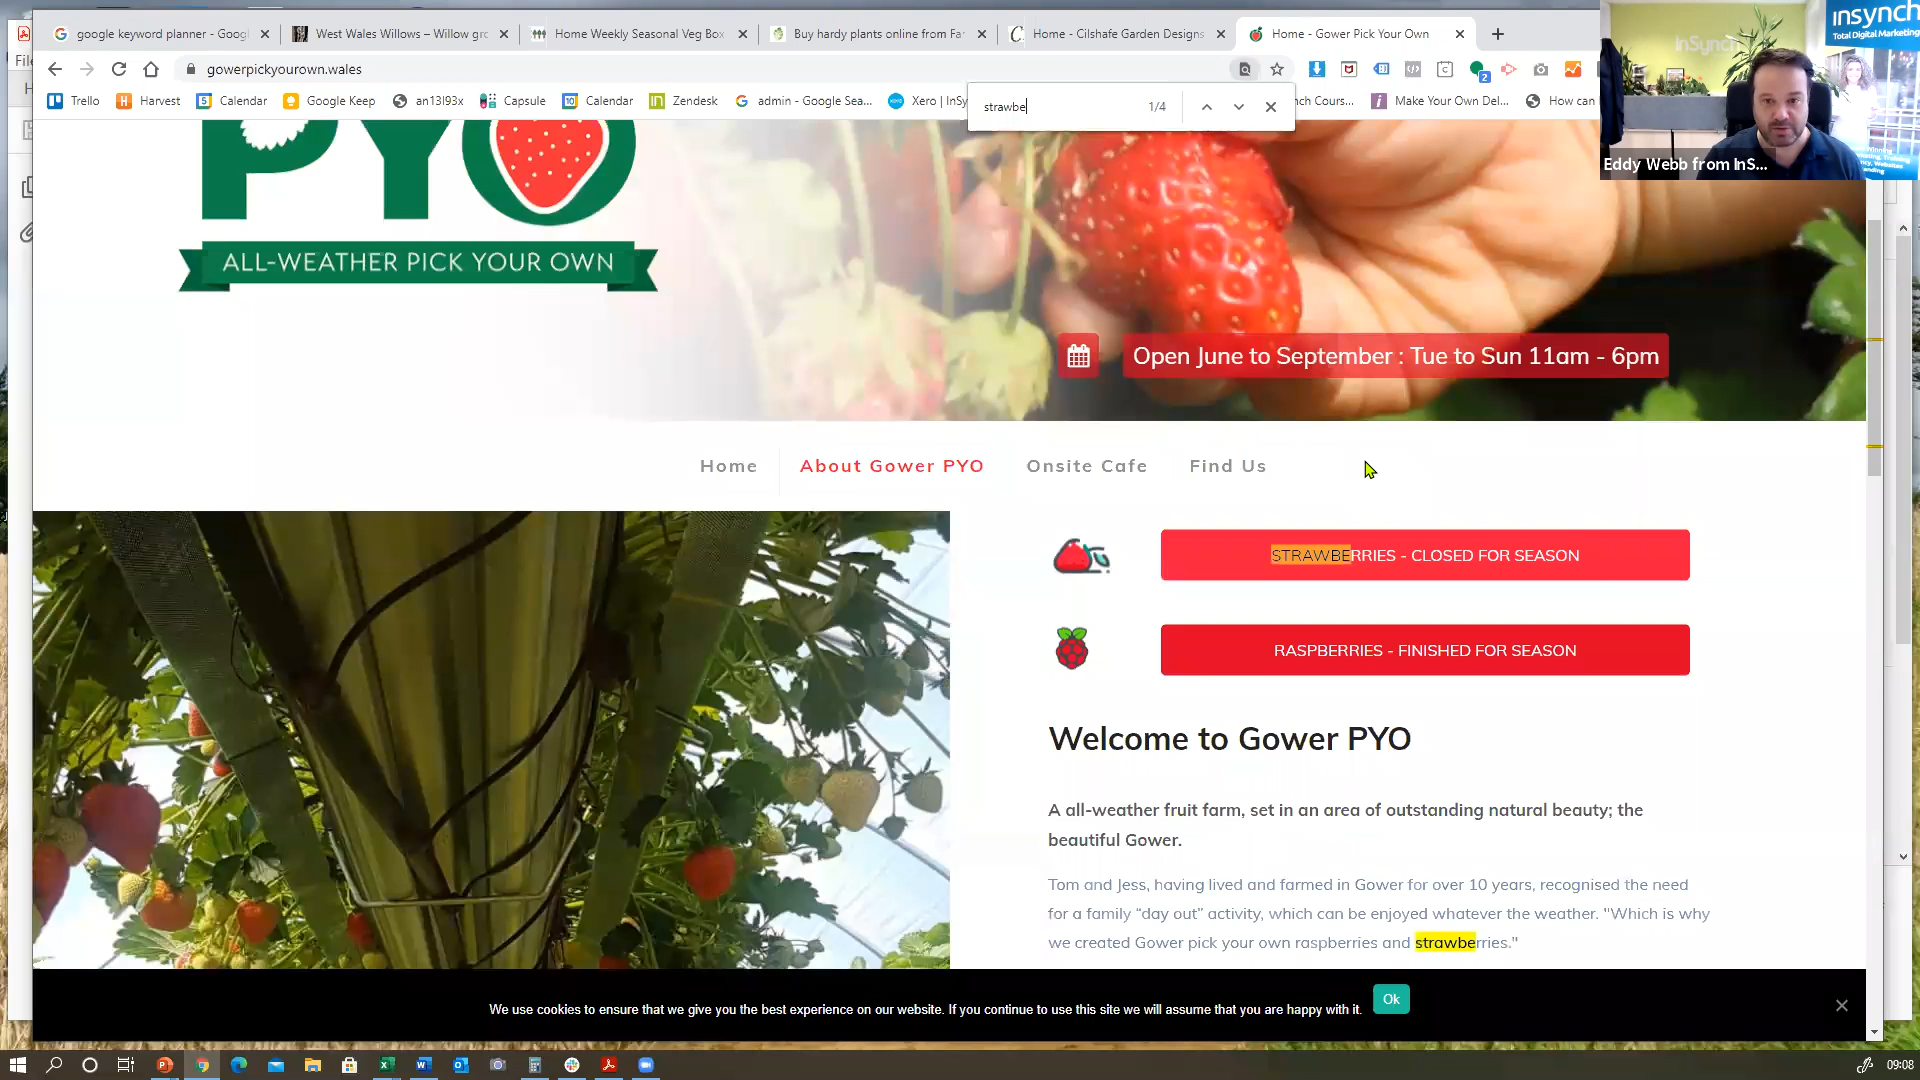 google keyword planner - Googl
West Wales Willows – Willow gro
Home Weekly Seasonal Veg Box
Buy hardy plants online from Far
Home - Cilshafe Garden Designs
Home - Gower Pick Your Own
gowerpickyourown.wales
2
Trello
Harvest
5 Calendar
Google Keep
an13l93x
Capsule
10 Calendar
Zendesk
admin - Google Sea...
Xero | InSy
nch Cours...
Make Your Own Del...
How can I
strawbe
1/4
File
insynch
Total Digital Marketing
InSynch
Eddy Webb from InS...
PYO
ALL-WEATHER PICK YOUR OWN
Open June to September : Tue to Sun 11am - 6pm
Home
About Gower PYO
Onsite Cafe
Find Us
STRAWBERRIES - CLOSED FOR SEASON
RASPBERRIES - FINISHED FOR SEASON
Welcome to Gower PYO
A all-weather fruit farm, set in an area of outstanding natural beauty; the
beautiful Gower.
Tom and Jess, having lived and farmed in Gower for over 10 years, recognised the need
for a family “day out” activity, which can be enjoyed whatever the weather. "Which is why
we created Gower pick your own raspberries and strawberries."
We use cookies to ensure that we give you the best experience on our website. If you continue to use this site we will assume that you are happy with it.
Ok
09:08